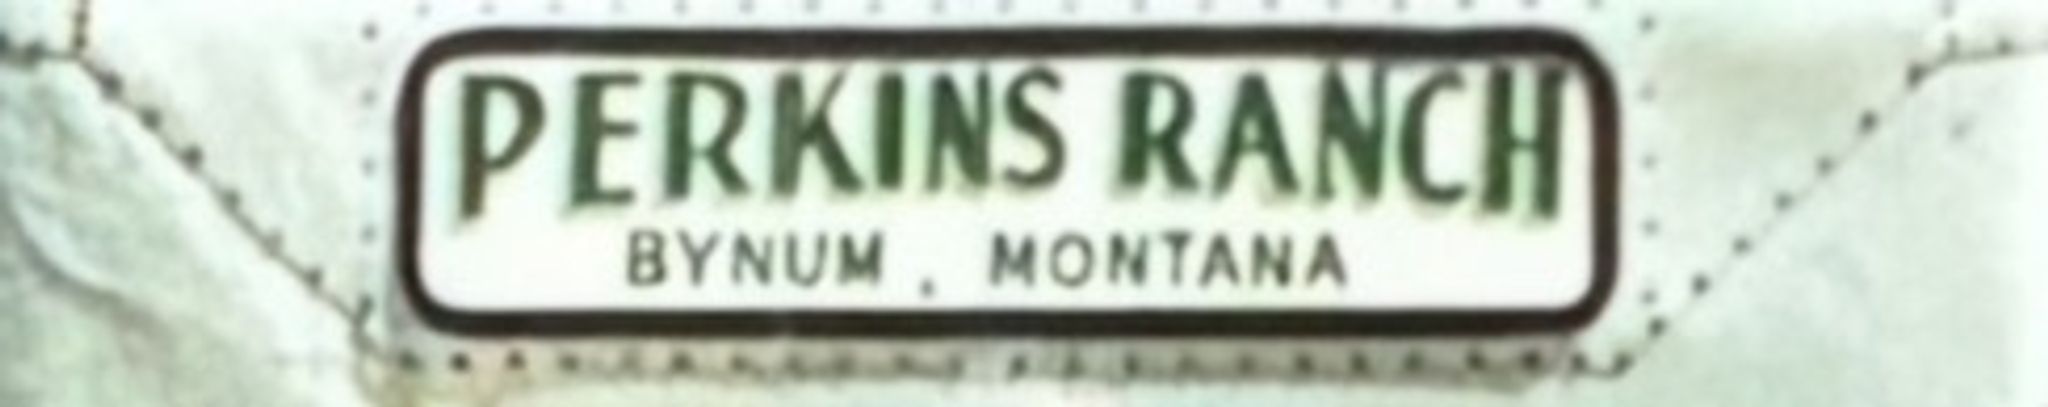 PERKINS RANCH
BYNUM, MONTANA